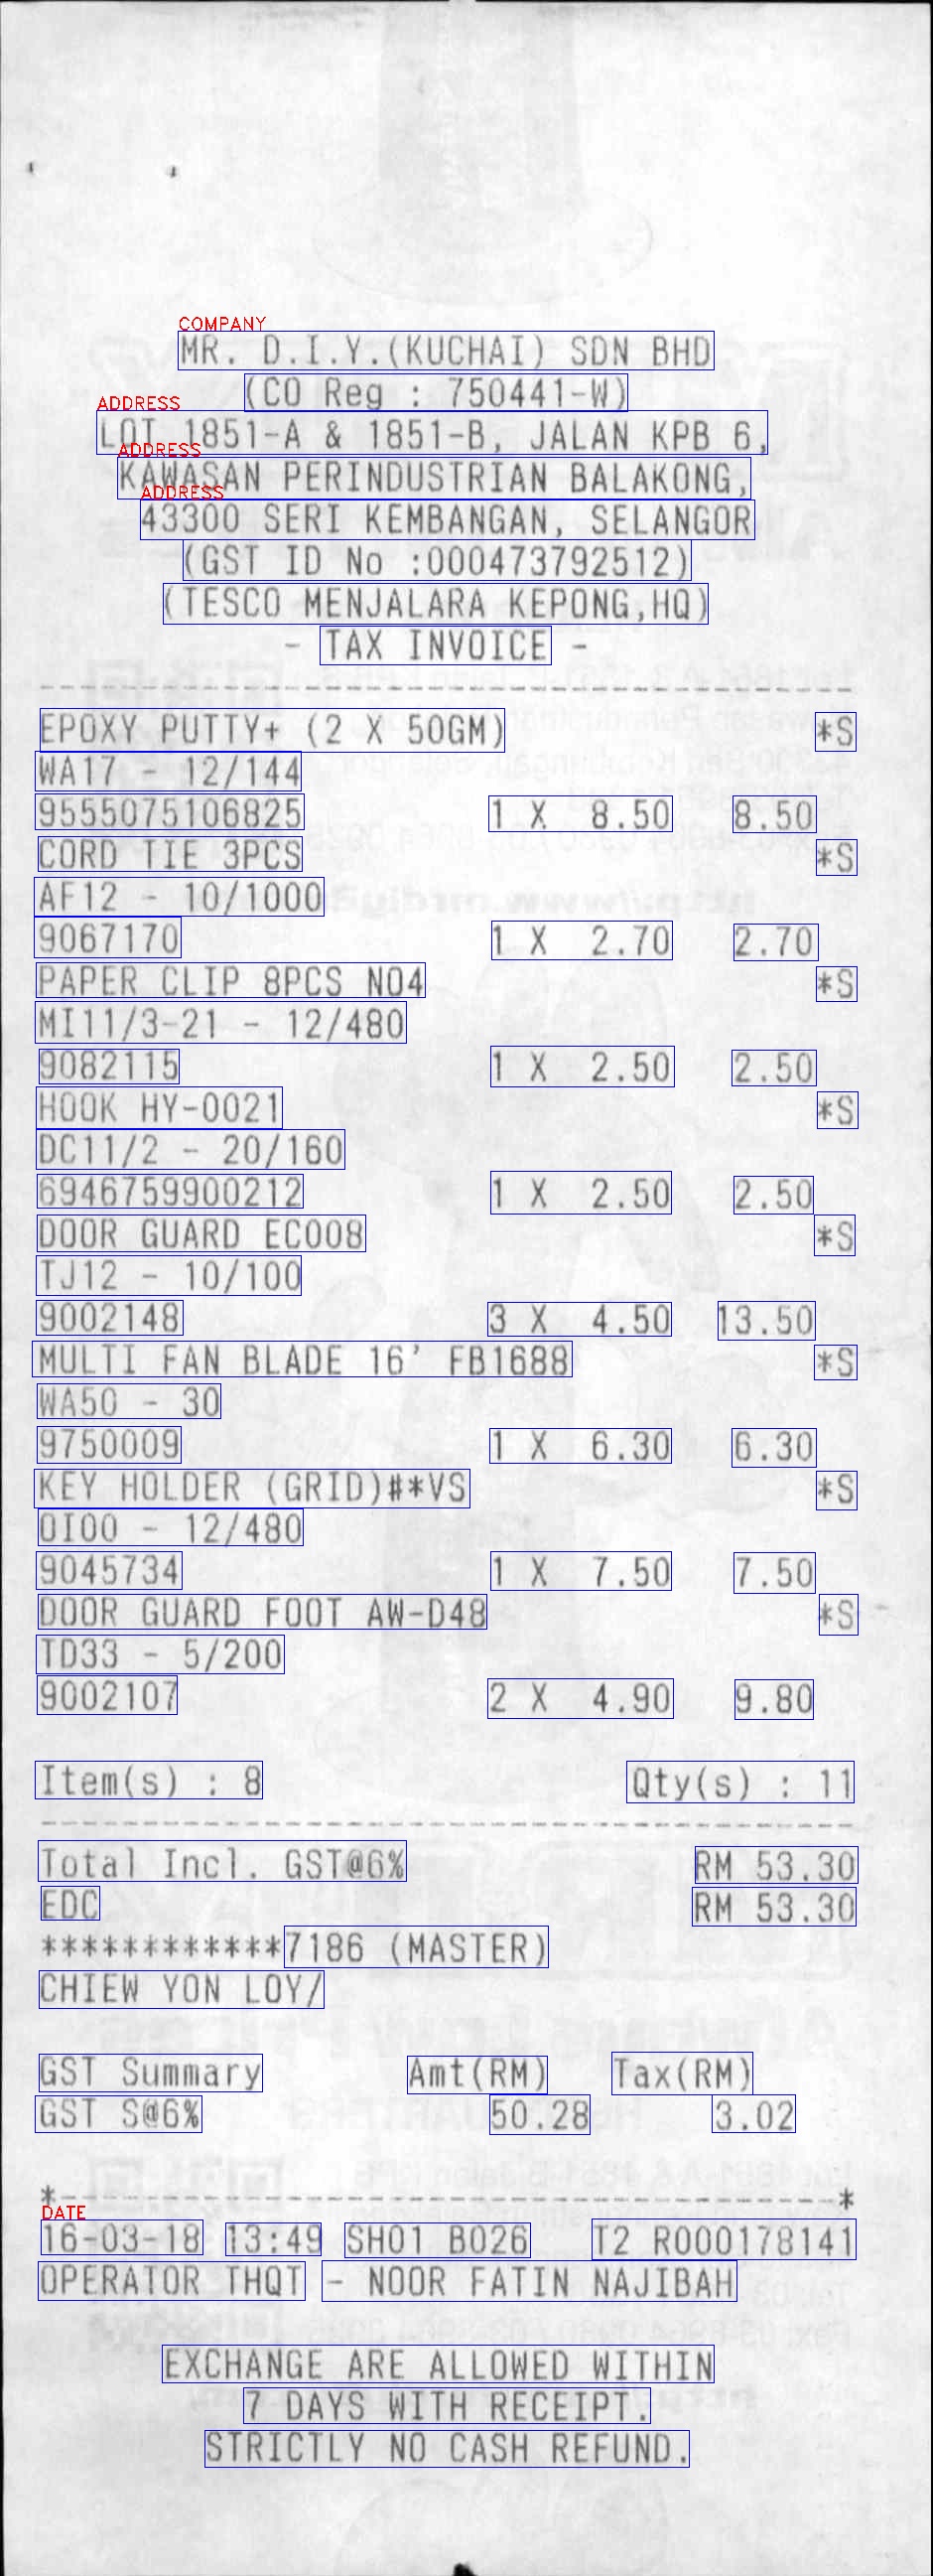 COMPANY
MR. D.I.Y.(KUCHAI) SDN BHD
(CO Reg : 750441-W)
ADDRESS
LOT 1851-A & 1851-B, JALAN KPB 6,
ADDRESS
KAWASAN PERINDUSTRIAN BALAKONG,
ADDRESS
43300 SERI KEMBANGAN, SELANGOR
(GST ID No :000473792512)
(TESCO MENJALARA KEPONG,HQ)
- TAX INVOICE -
EPOXY PUTTY+ (2 X 50GM) *S
WA17 - 12/144
9555075106825 1 X 8.50 8.50
CORD TIE 3PCS *S
AF12 - 10/1000
9067170 1 X 2.70 2.70
PAPER CLIP 8PCS NO4 *S
MI11/3-21 - 12/480
9082115 1 X 2.50 2.50
HOOK HY-0021 *S
DC11/2 - 20/160
6946759900212 1 X 2.50 2.50
DOOR GUARD EC008 *S
TJ12 - 10/100
9002148 3 X 4.50 13.50
MULTI FAN BLADE 16' FB1688 *S
WA50 - 30
9750009 1 X 6.30 6.30
KEY HOLDER (GRID)#*VS *S
OI00 - 12/480
9045734 1 X 7.50 7.50
DOOR GUARD FOOT AW-D48 *S
TD33 - 5/200
9002107 2 X 4.90 9.80
Item(s) : 8 Qty(s) : 11
Total Incl. GST@6% RM 53.30
EDC RM 53.30
************7186 (MASTER)
CHIEW YON LOY/
GST Summary Amt(RM) Tax(RM)
GST S@6% 50.28 3.02
*--------------------------------------*
DATE
16-03-18 13:49 SH01 B026 T2 R000178141
OPERATOR THQT - NOOR FATIN NAJIBAH
EXCHANGE ARE ALLOWED WITHIN
7 DAYS WITH RECEIPT.
STRICTLY NO CASH REFUND.